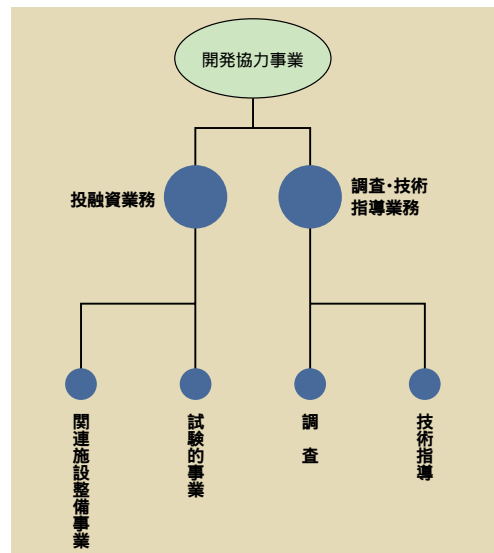 開発協力事業
投融資業務
調査・技術
指導業務
関連施設整備事業
試験的事業
調 査
技術指導